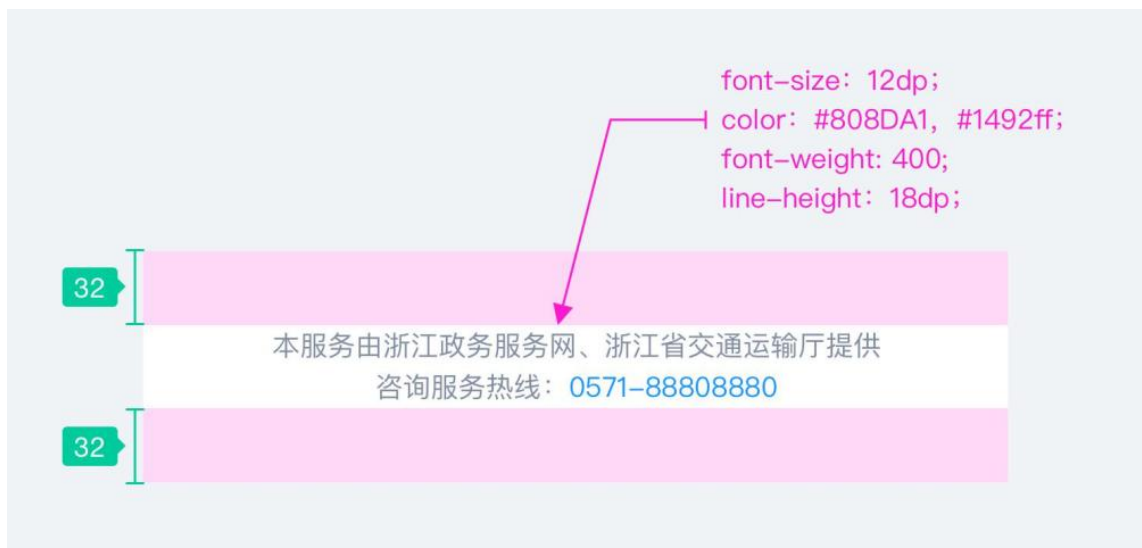 font-size：12dp；
color：#808DA1，#1492ff；
font-weight: 400;
line-height：18dp；
32
本服务由浙江政务服务网、浙江省交通运输厅提供
咨询服务热线：0571-88808880
32